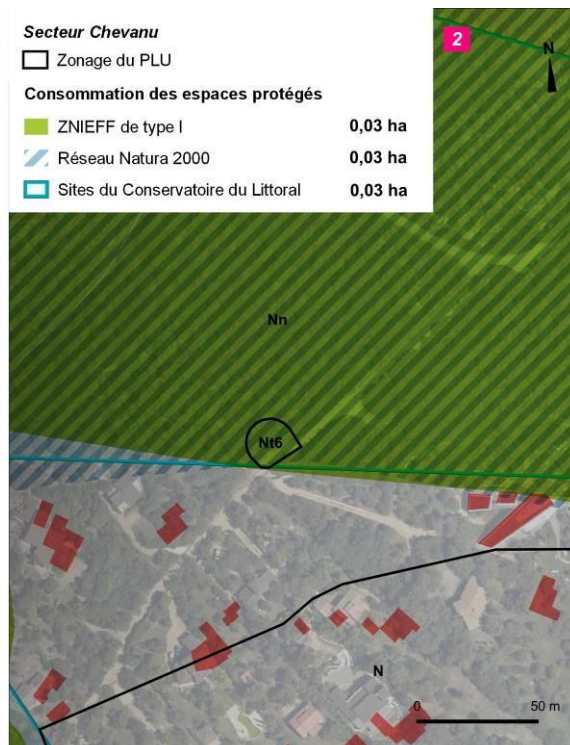 Secteur Chevanu
Zonage du PLU
Consommation des espaces protégés
ZNIEFF de type I 0,03 ha
Réseau Natura 2000 0,03 ha
Sites du Conservatoire du Littoral 0,03 ha
2
N
Nn
Nt6
N
0 50 m